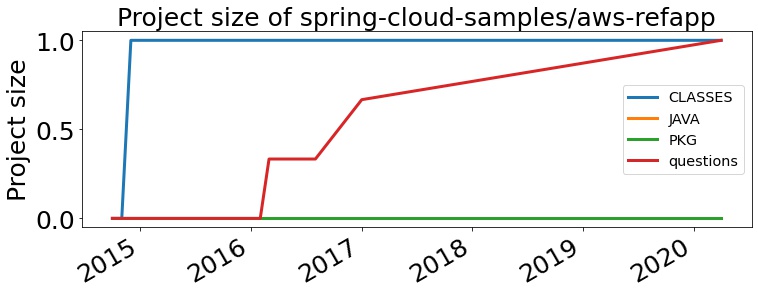 Project size of spring-cloud-samples/aws-refapp
Project size
1.0
0.5
0.0
CLASSES
JAVA
PKG
questions
2015
2016
2017
2018
2019
2020